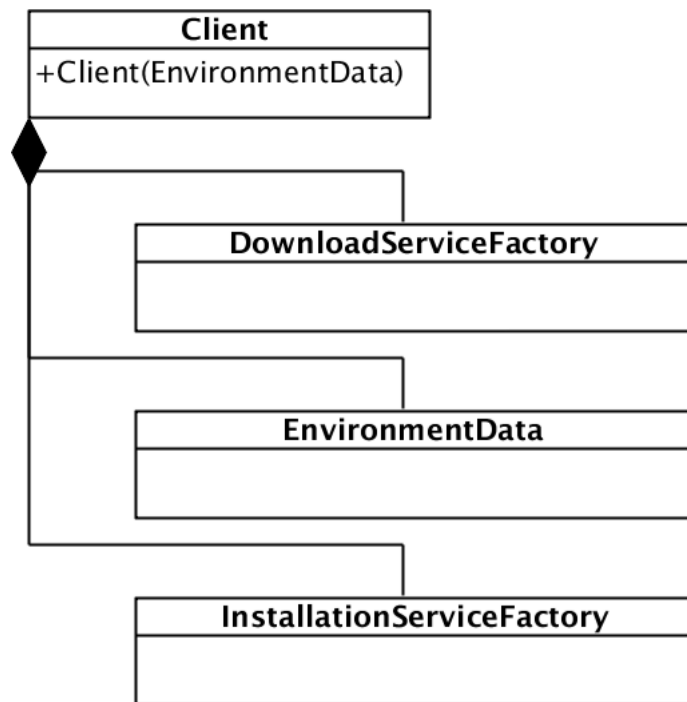 Client
+Client(EnvironmentData)
DownloadServiceFactory
EnvironmentData
InstallationServiceFactory